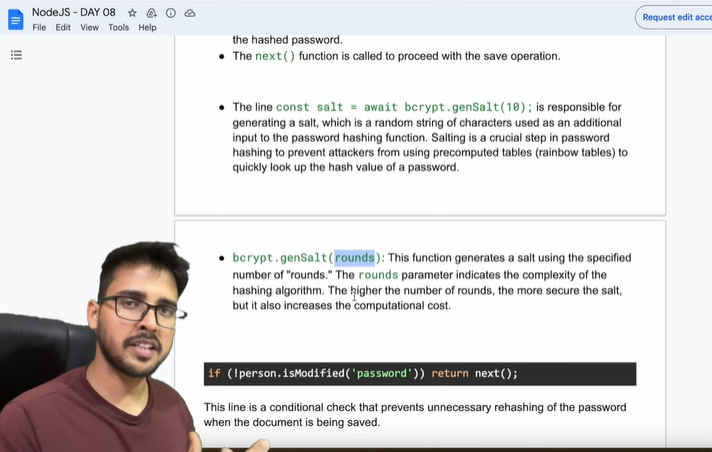 NodeJS - DAY 08
File Edit View Tools Help
Request edit acce
the hashed password.
• The next() function is called to proceed with the save operation.
• The line const salt = await bcrypt.genSalt(10); is responsible for
generating a salt, which is a random string of characters used as an additional
input to the password hashing function. Salting is a crucial step in password
hashing to prevent attackers from using precomputed tables (rainbow tables) to
quickly look up the hash value of a password.
• bcrypt.genSalt(rounds): This function generates a salt using the specified
number of "rounds." The rounds parameter indicates the complexity of the
hashing algorithm. The higher the number of rounds, the more secure the salt,
but it also increases the computational cost.
if (!person.isModified('password')) return next();
This line is a conditional check that prevents unnecessary rehashing of the password
when the document is being saved.